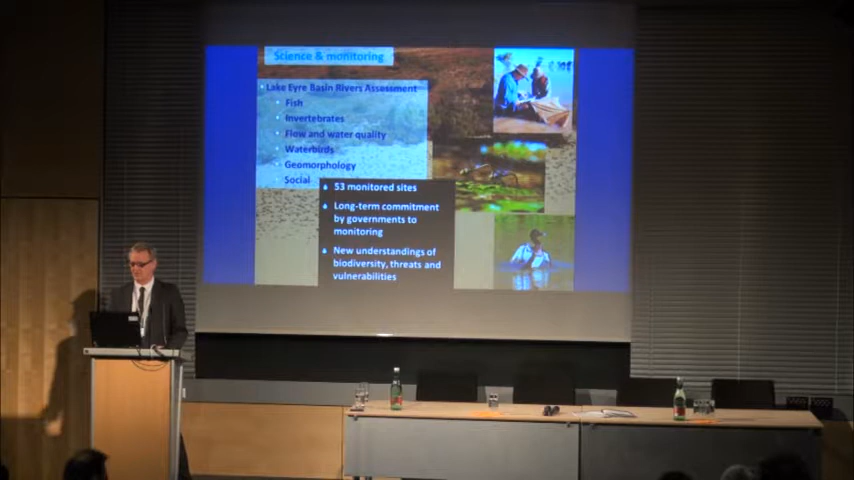 Science & monitoring
Lake Eyre Basin Rivers Assessment
Fish
Invertebrates
Flow and water quality
Waterbirds
Geomorphology
Social
53 monitored sites
Long-term commitment
by governments to
monitoring
New understandings of
biodiversity, threats and
vulnerabilities